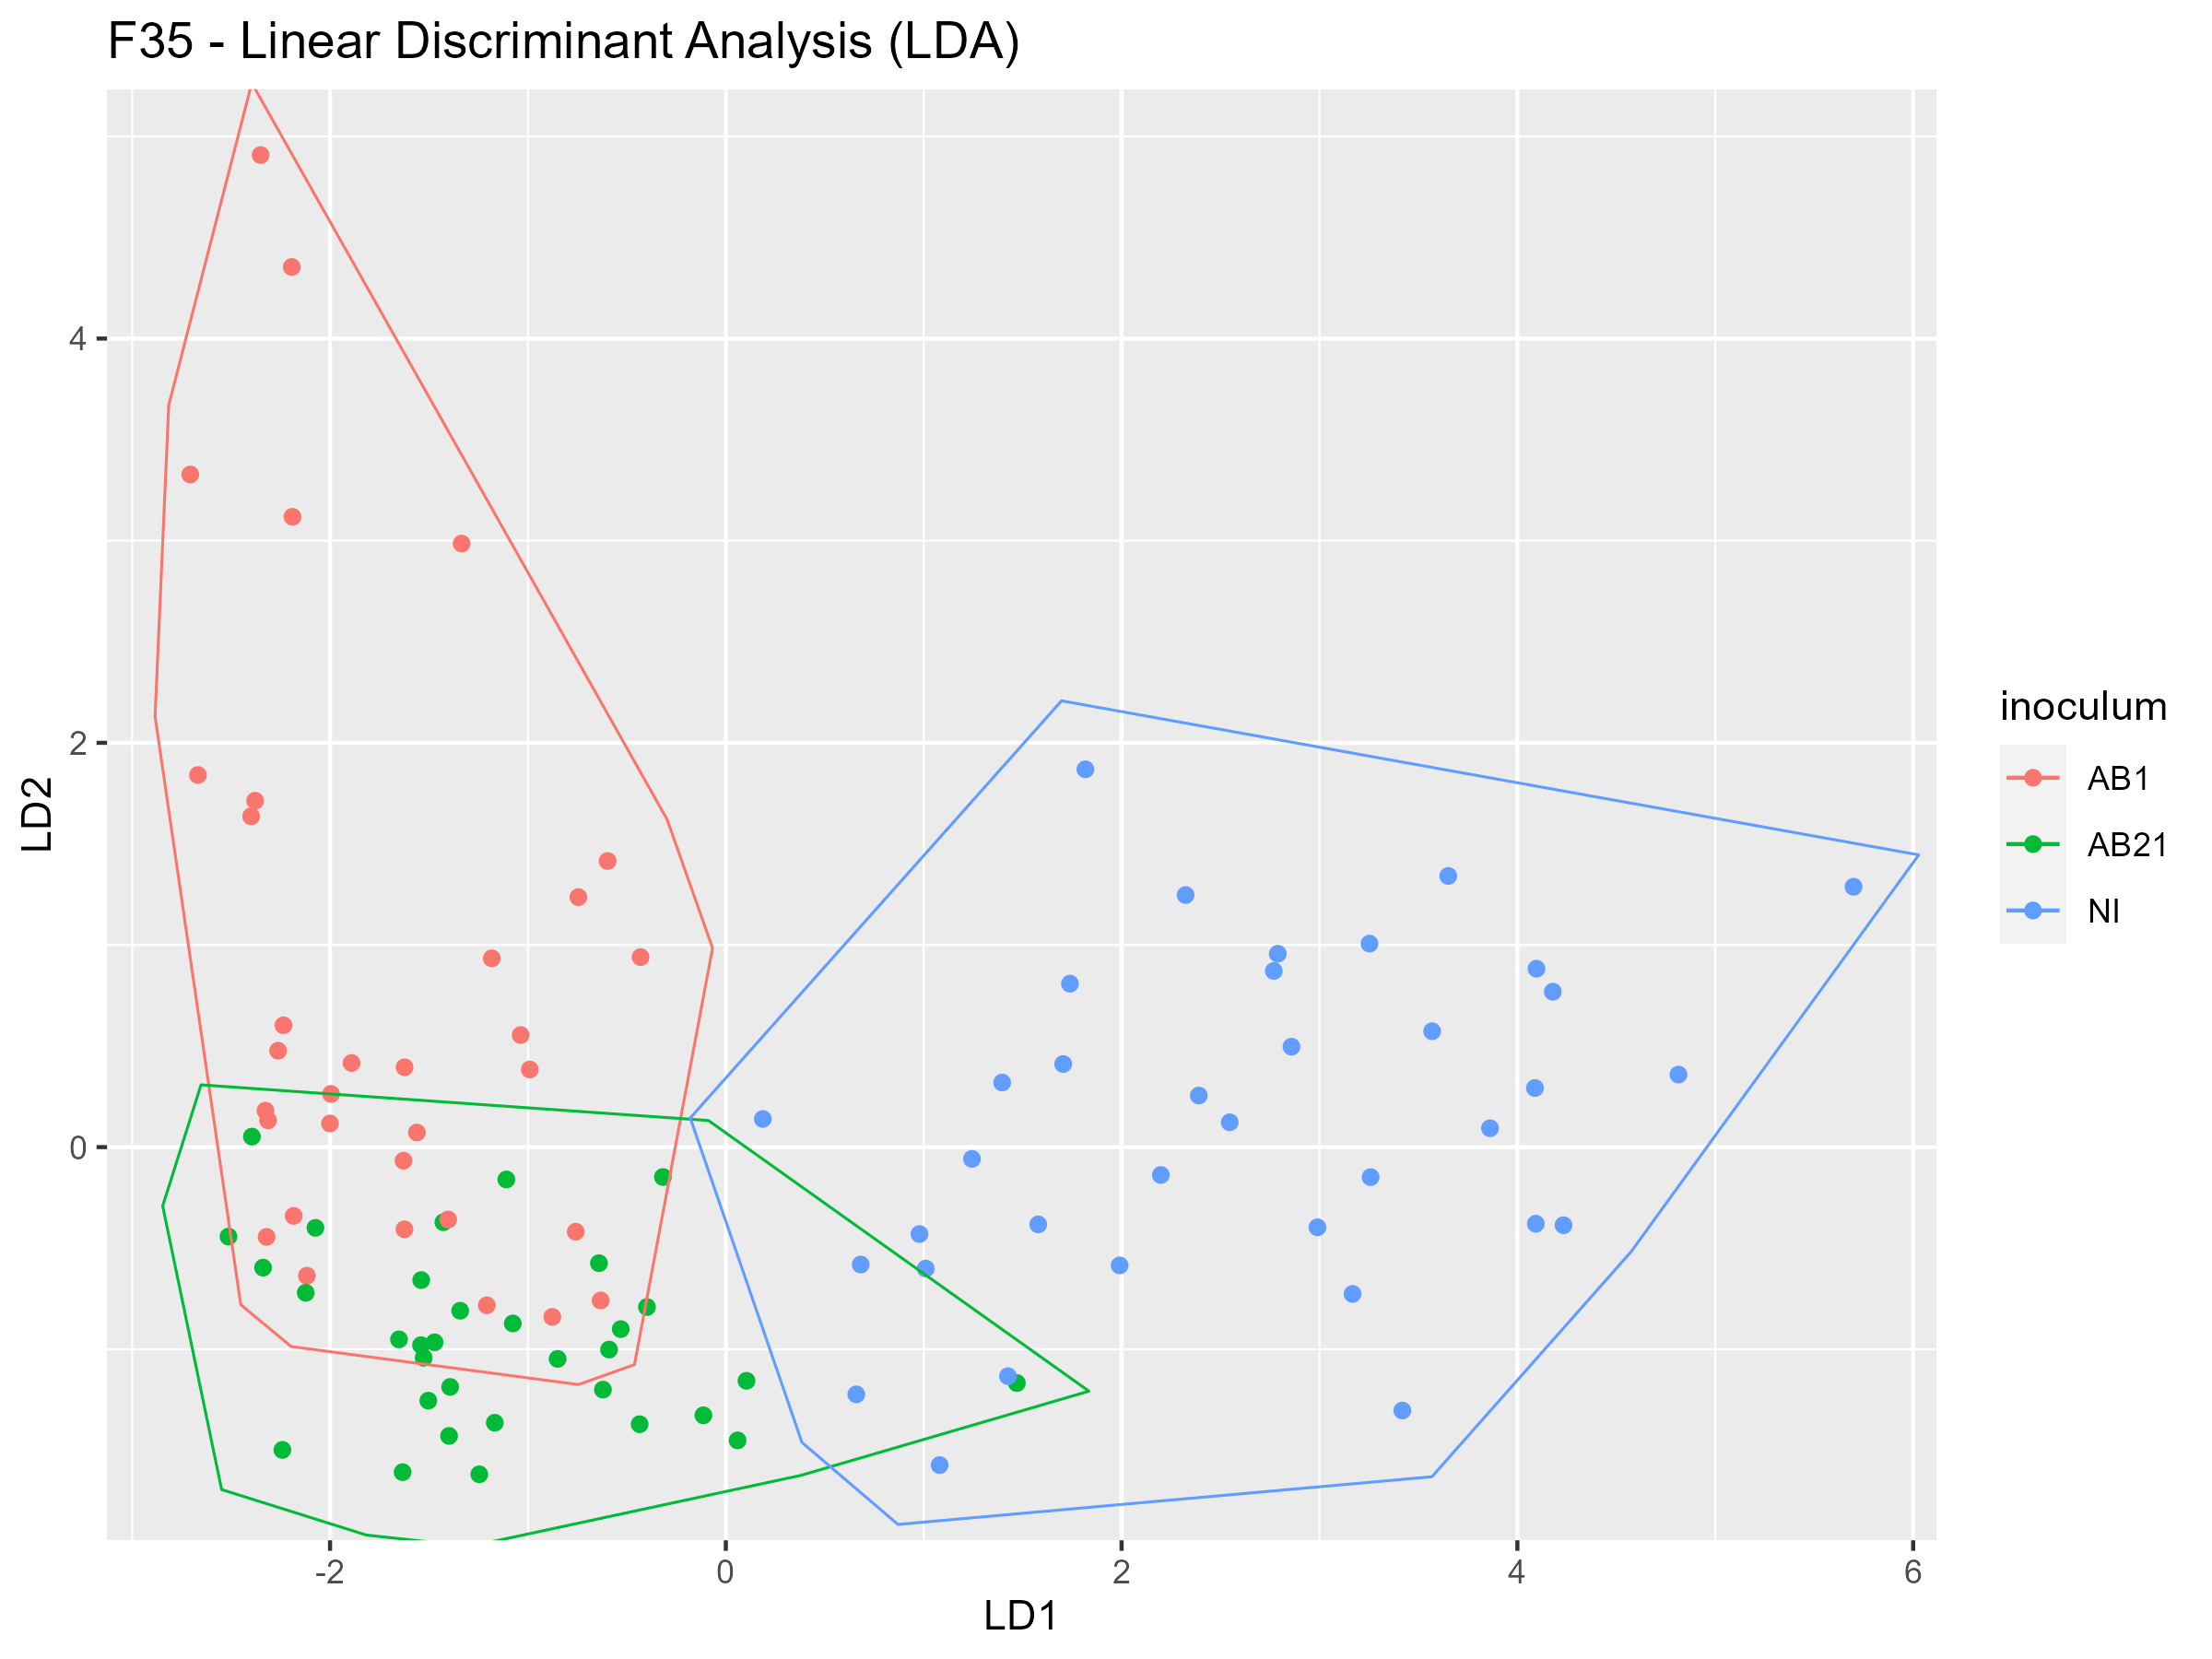 F35 - Linear Discriminant Analysis (LDA)
4
2
0
LD2
-2
0
2
4
6
LD1
inoculum
AB1
AB21
NI